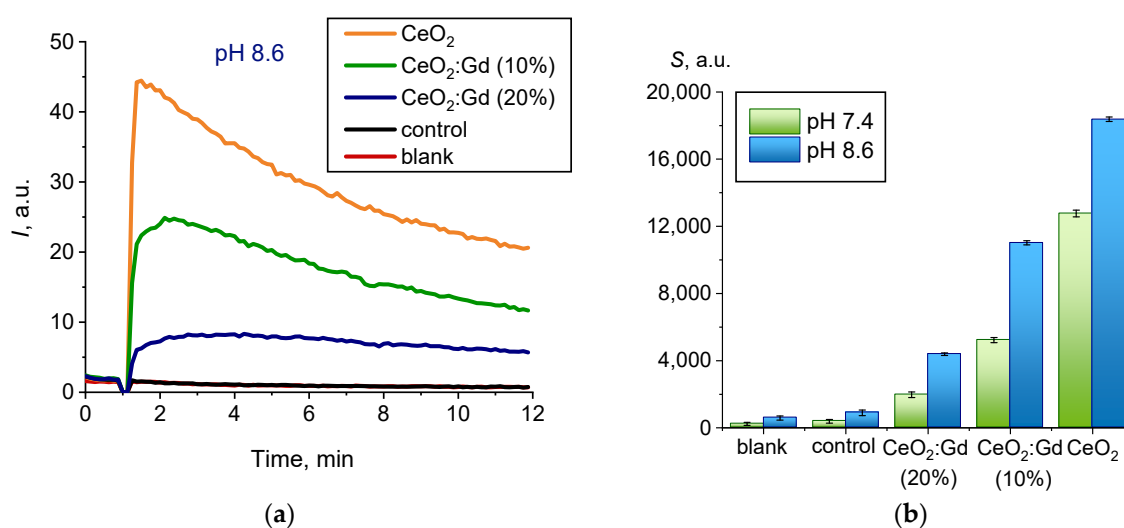 50
40
30
20
10
0
I, a.u.
pH 8.6
CeO₂
CeO₂:Gd (10%)
CeO₂:Gd (20%)
control
blank
0 2 4 6 8 10 12
Time, min
(a)
S, a.u.
20,000
16,000
12,000
8,000
4,000
0
pH 7.4
pH 8.6
blank control CeO₂:Gd CeO₂:Gd CeO₂
(20%) (10%)
(b)